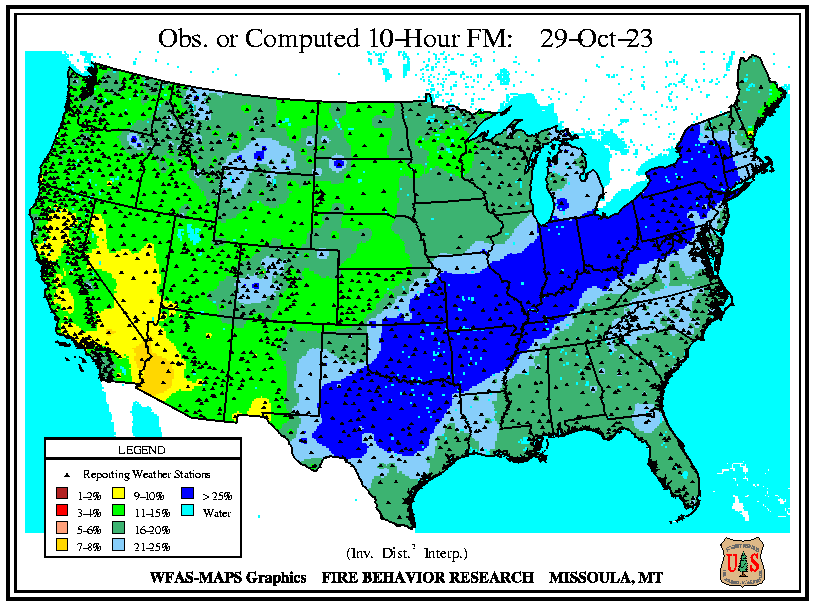 Obs. or Computed 10-Hour FM: 29-Oct-23
LEGEND
Reporting Weather Stations
1-2% 9-10% > 25%
3-4% 11-15% Water
5-6% 16-20%
7-8% 21-25%
(Inv. Dist.² Interp.)
WFAS-MAPS Graphics FIRE BEHAVIOR RESEARCH MISSOULA, MT
U S